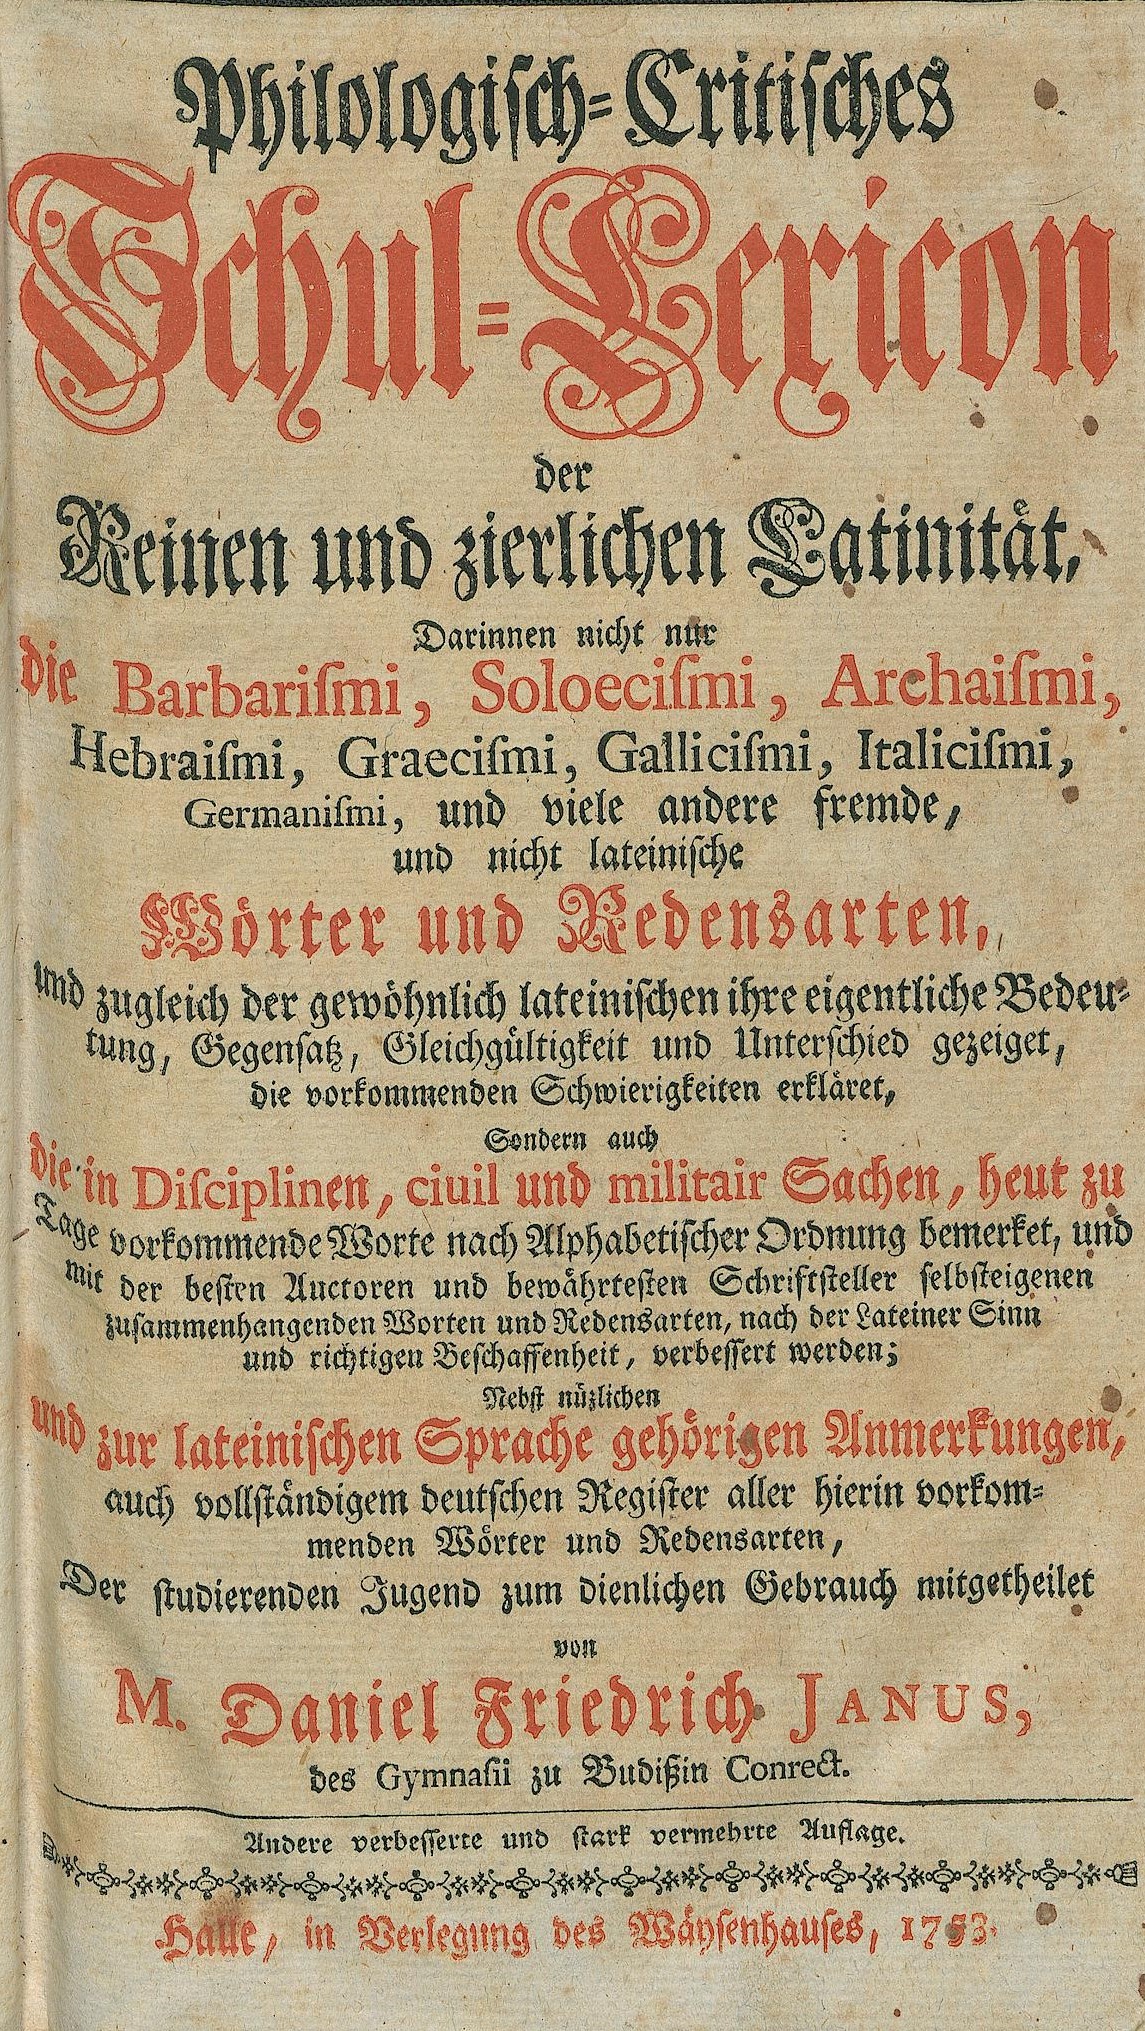 Philologisch-Critisches
Schul-Lexicon
der
Reinen und zierlichen Latinität,
Darinnen nicht nur
die Barbariſmi, Soloeciſmi, Archaiſmi,
Hebraiſmi, Graeciſmi, Galliciſmi, Italiciſmi,
Germaniſmi, und viele andere fremde,
und nicht lateinische
Wörter und Redensarten,
und zugleich der gewöhnlich lateinischen ihre eigentliche Bedeu-
tung, Gegensatz, Gleichgültigkeit und Unterschied gezeiget,
die vorkommenden Schwierigkeiten erkläret,
Sondern auch
die in Diſciplinen, ciuil und militair Sachen, heut zu
Tage vorkommende Worte nach Alphabetischer Ordnung bemerket, und
mit der besten Auctoren und bewährtesten Schriftsteller selbsteigenen
zusammenhangenden Worten und Redensarten, nach der Lateiner Sinn
und richtigen Beschaffenheit, verbessert werden;
Nebst nüzlichen
und zur lateinischen Sprache gehörigen Anmerkungen,
auch vollständigem deutschen Register aller hierin vorkom-
menden Wörter und Redensarten,
Der studierenden Jugend zum dienlichen Gebrauch mitgetheilet
von
M. Daniel Friedrich JANUS,
des Gymnaſii zu Budißin Conrect.
Andere verbesserte und stark vermehrte Auflage.
Halle, in Verlegung des Wäysenhauses, 1753.